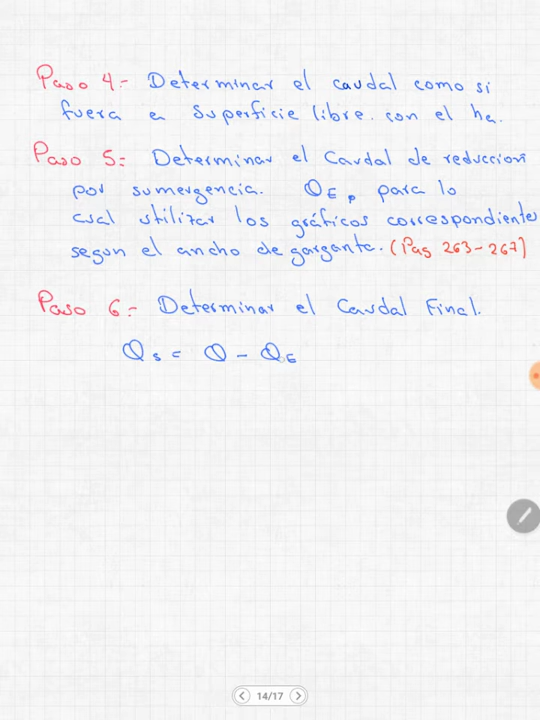 Paso 4.- Determinar el caudal como si
fuera a superficie libre. con el ha.
Paso 5= Determinar el Caudal de reduccion
por sumergencia. QE, para lo
cual utilizar los gráficos correspondientes
segun el ancho de garganta. (Pag 263-267)
Paso 6.- Determinar el Caudal Final.
Qs = Q - QE
14/17